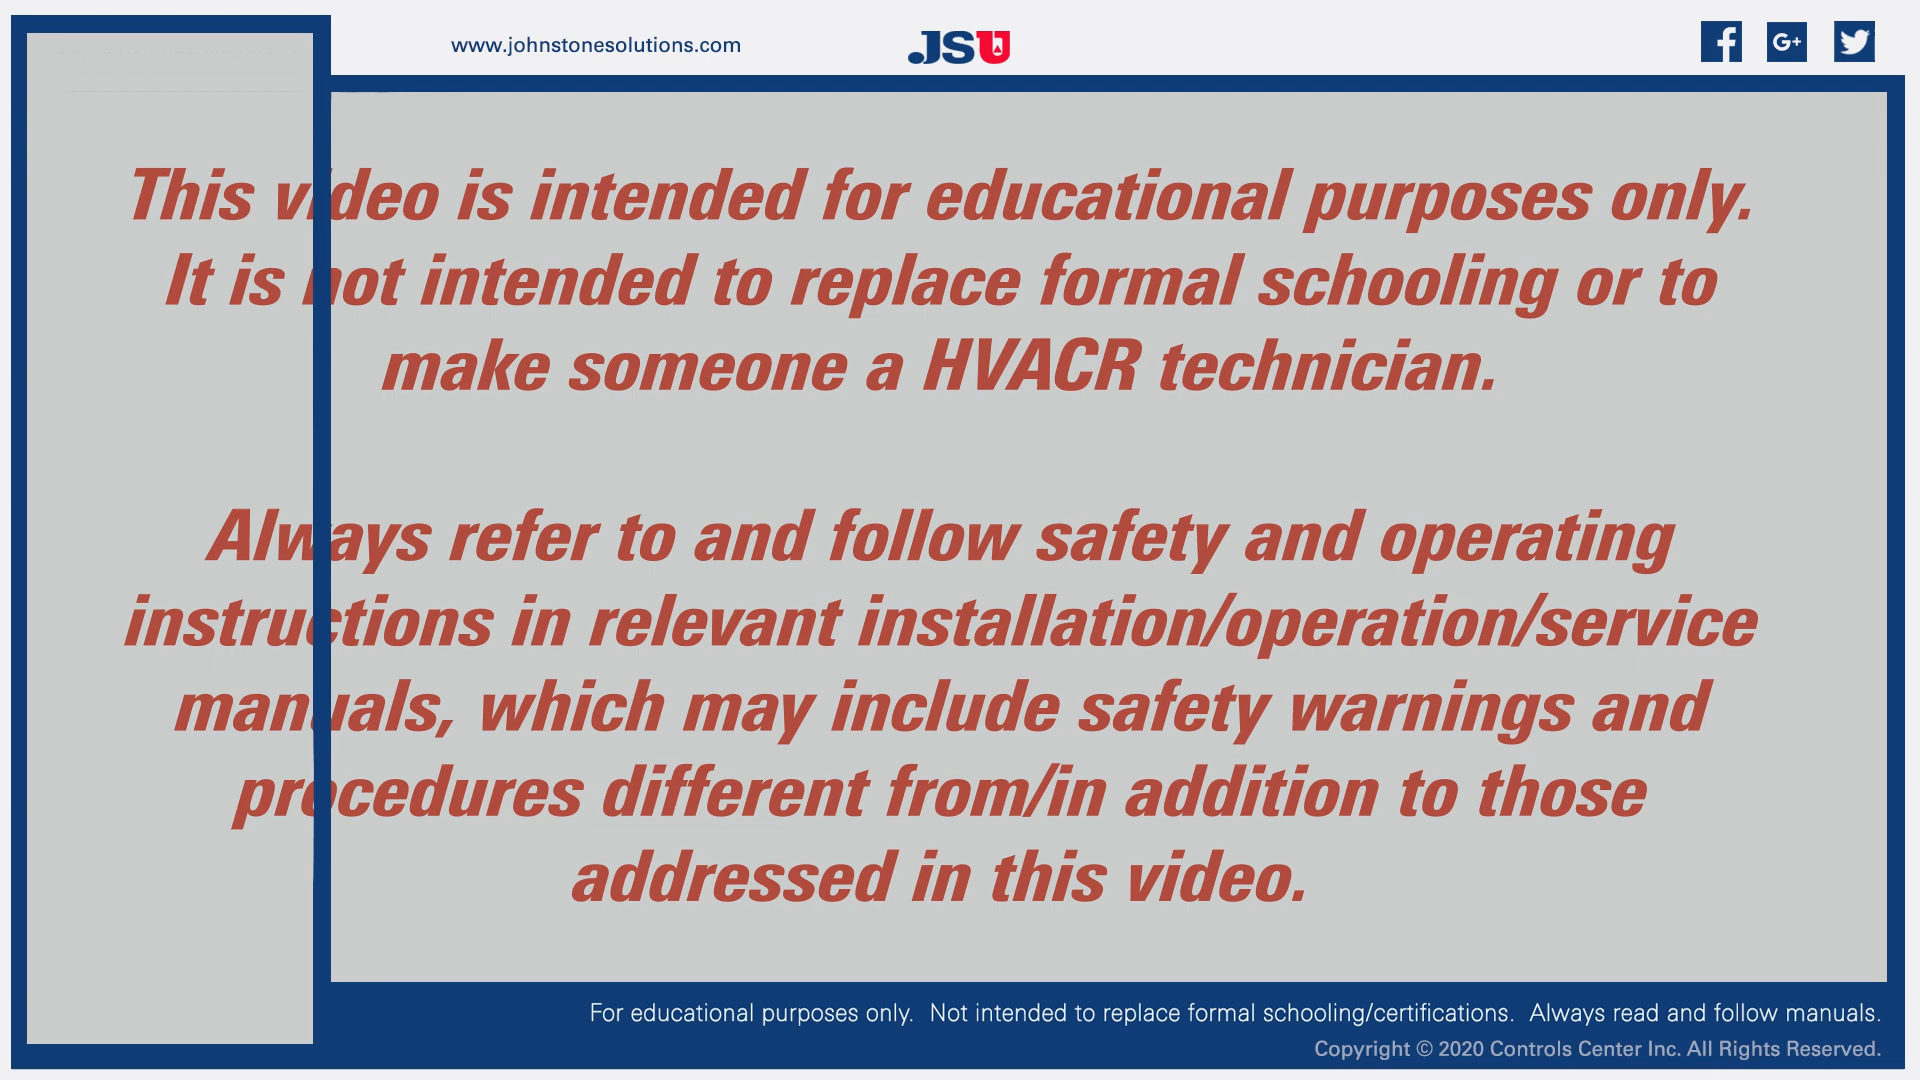 www.johnstonesolutions.com
JSU
G+
This video is intended for educational purposes only.
It is not intended to replace formal schooling or to
make someone a HVACR technician.
Always refer to and follow safety and operating
instructions in relevant installation/operation/service
manuals, which may include safety warnings and
procedures different from/in addition to those
addressed in this video.
For educational purposes only. Not intended to replace formal schooling/certifications. Always read and follow manuals.
Copyright © 2020 Controls Center Inc. All Rights Reserved.